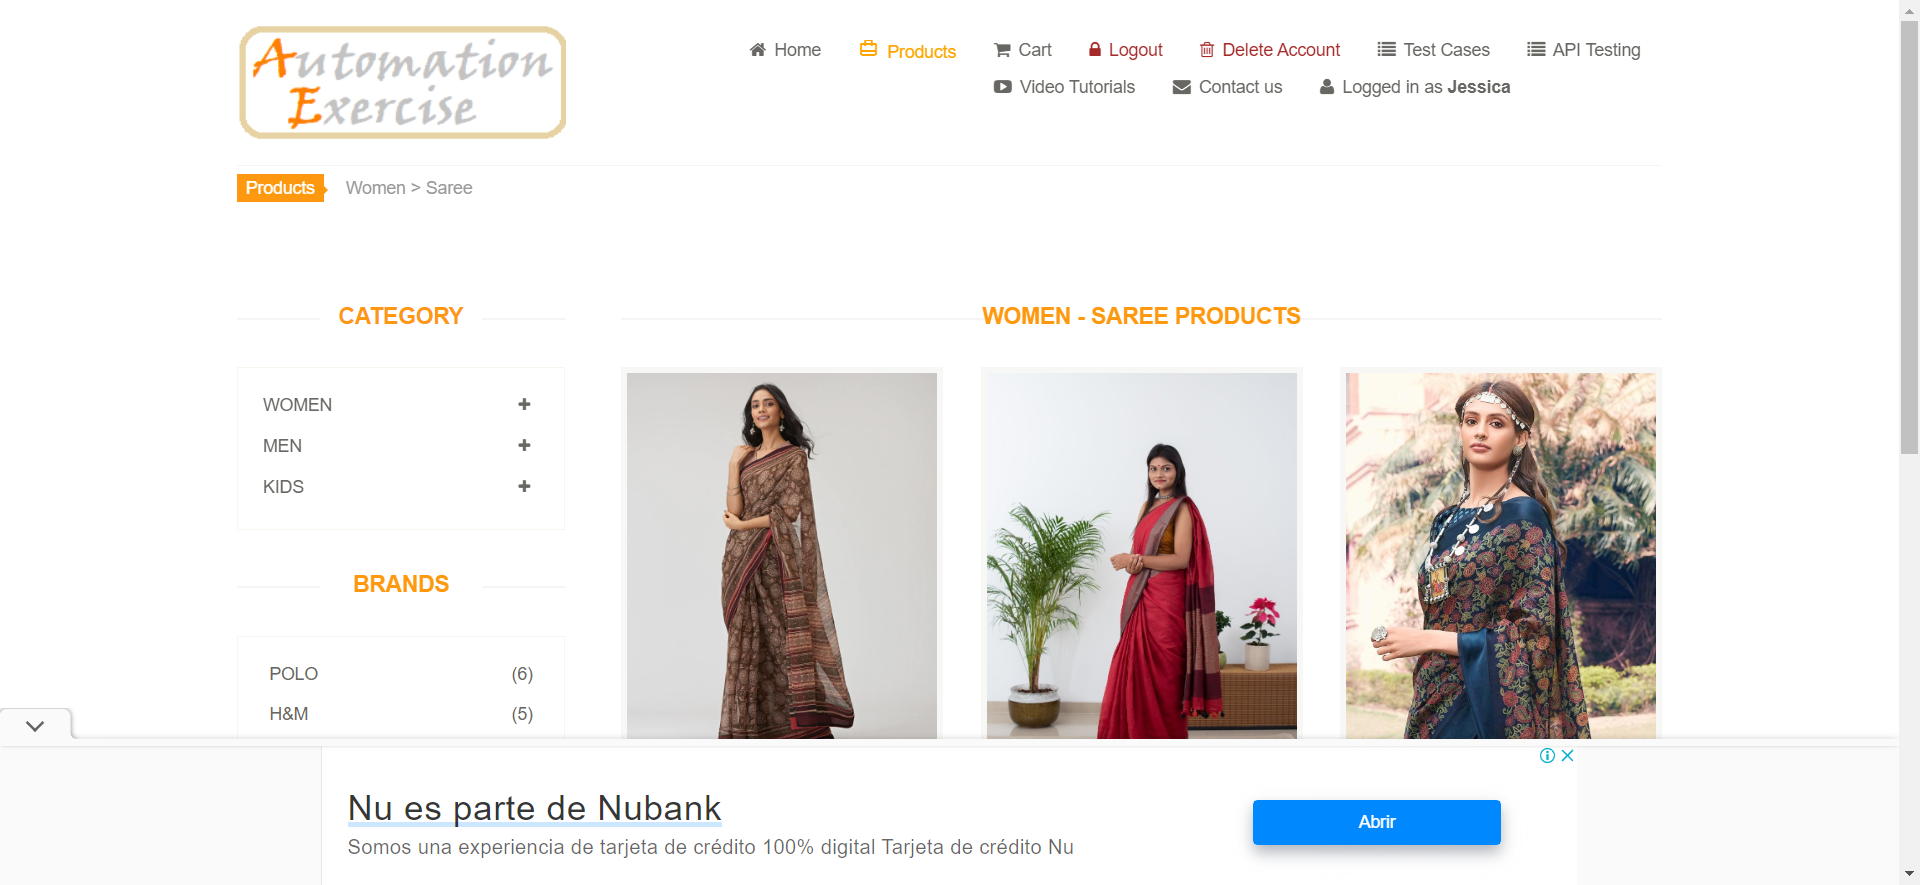 Automation
Exercise
Home
Products
Cart
Logout
Delete Account
Test Cases
API Testing
Video Tutorials
Contact us
Logged in as Jessica
Products
Women > Saree
CATEGORY
WOMEN
MEN
KIDS
BRANDS
POLO (6)
H&M (5)
WOMEN - SAREE PRODUCTS
Nu es parte de Nubank
Somos una experiencia de tarjeta de crédito 100% digital Tarjeta de crédito Nu
Abrir